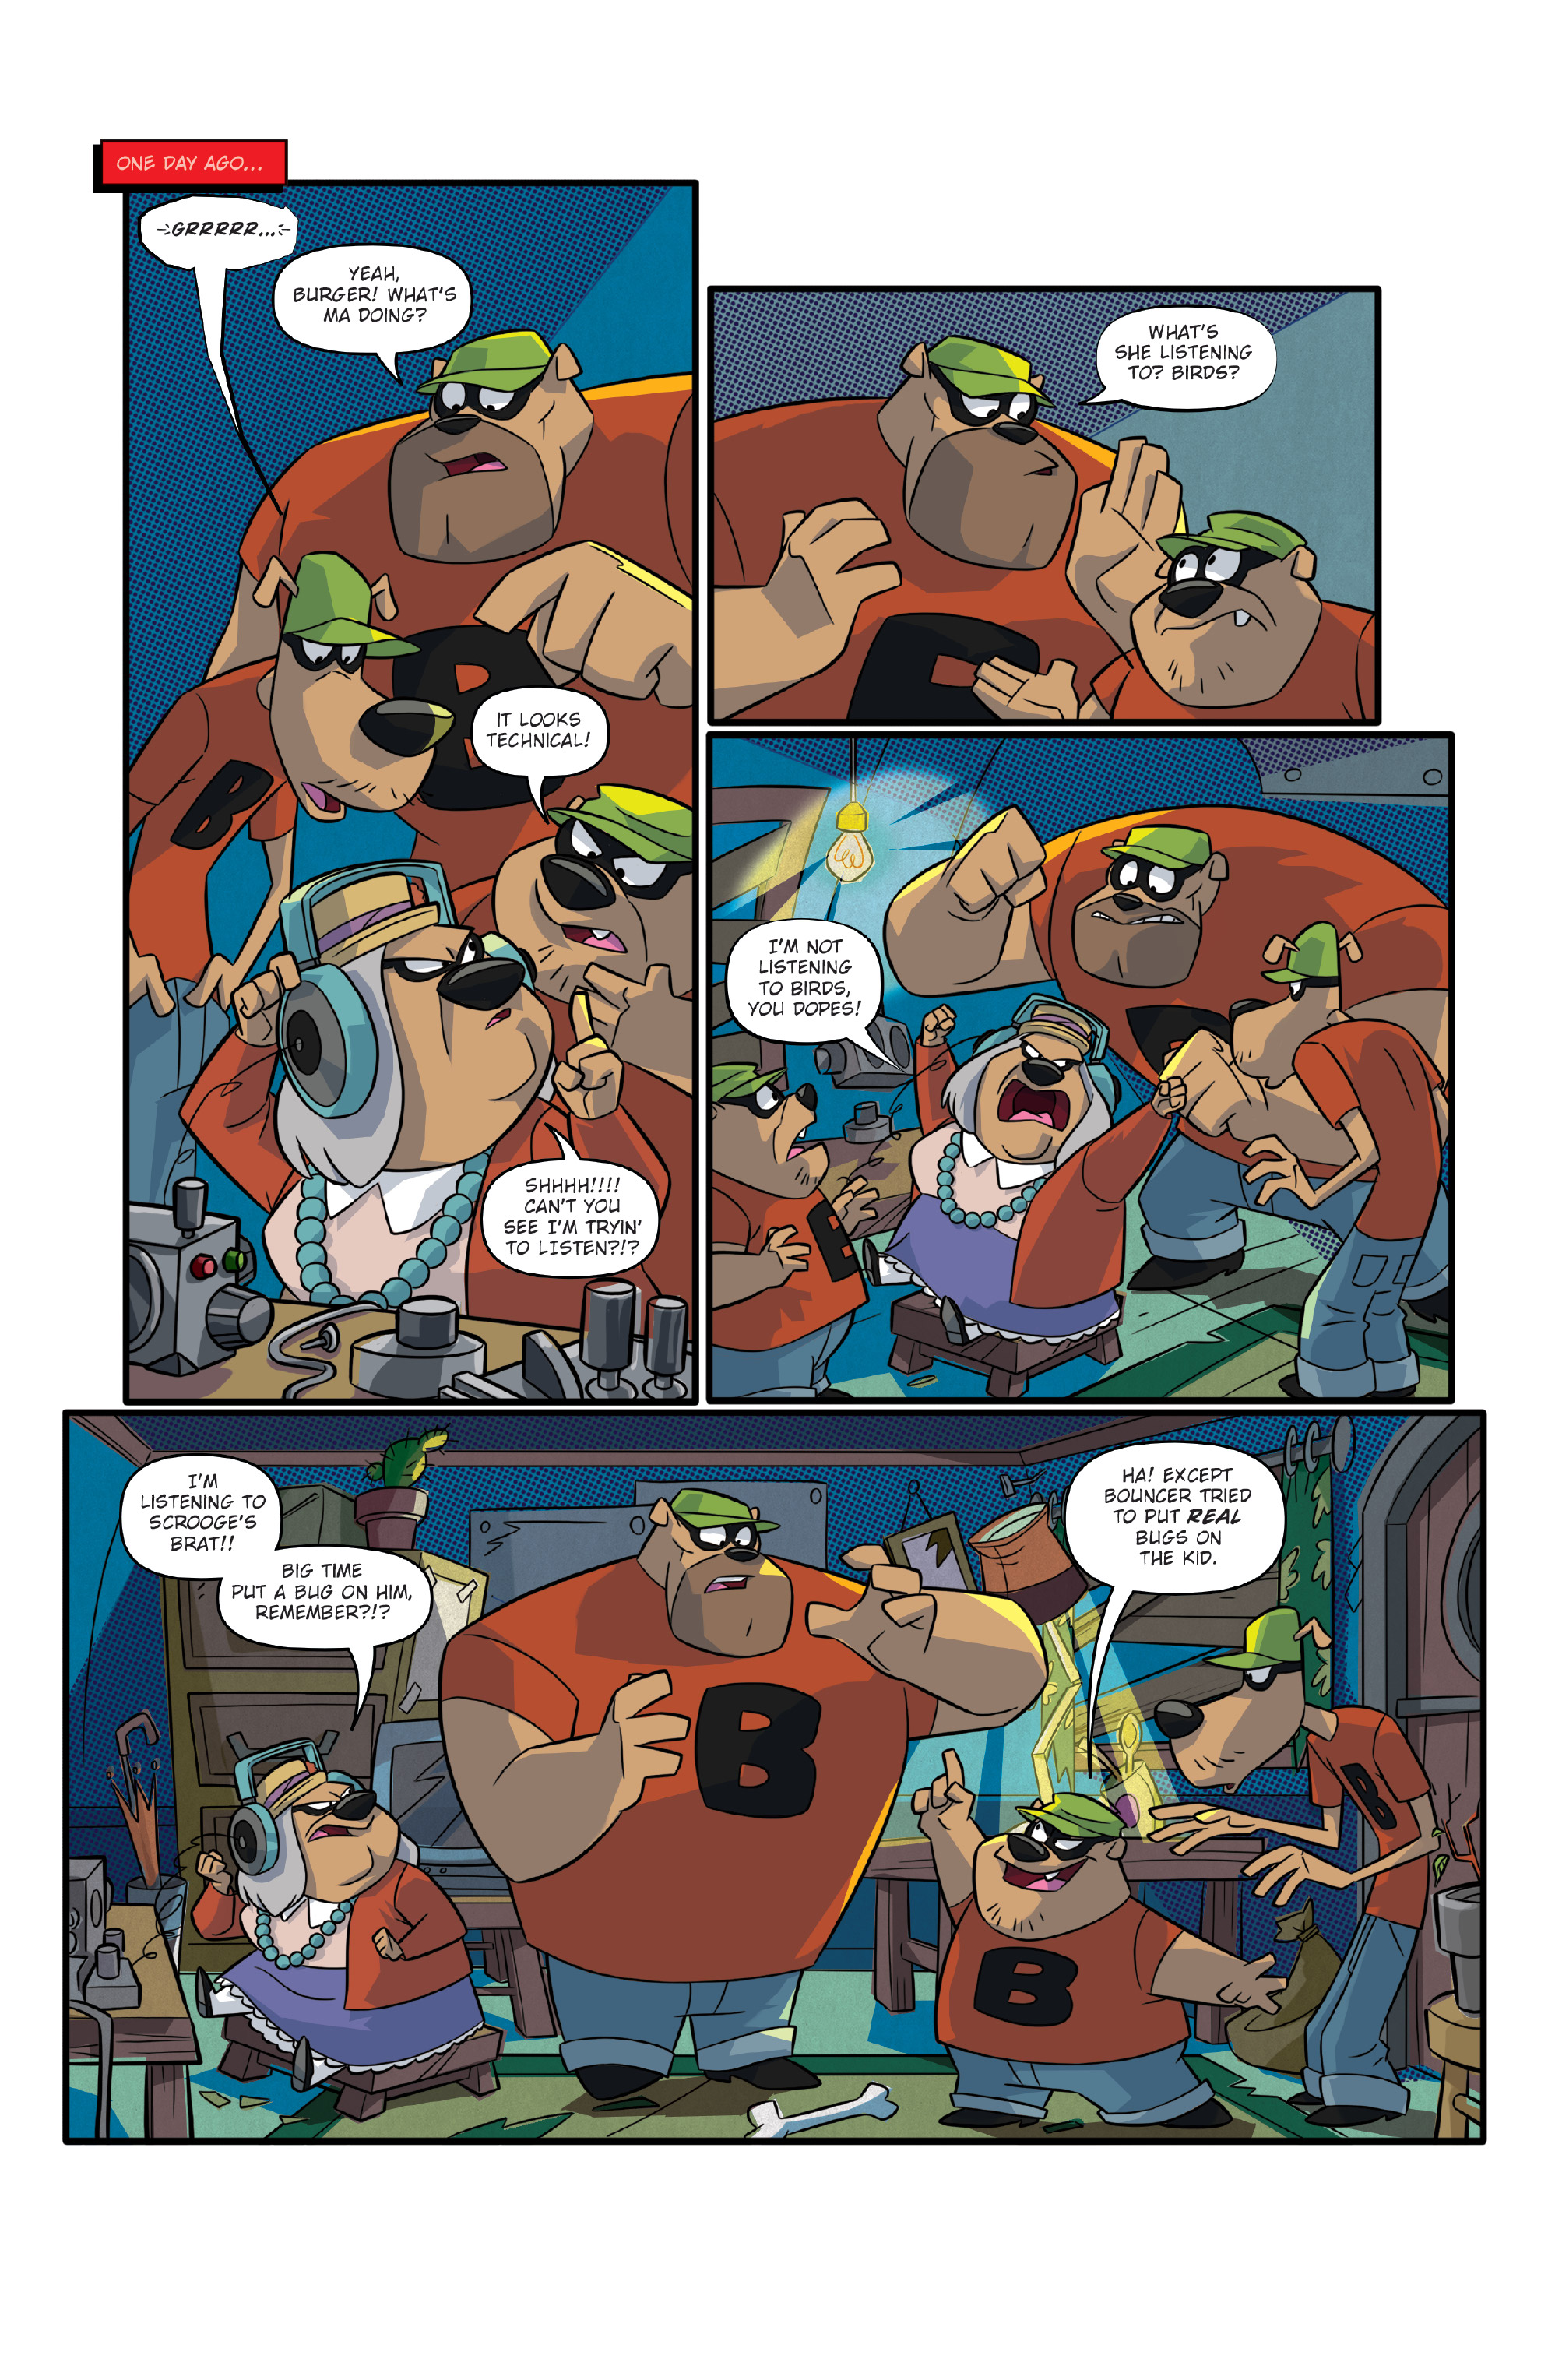 ONE DAY AGO...
GRRRRR...
YEAH,
BURGER! WHAT'S
MA DOING?
IT LOOKS
TECHNICAL!
SHHHH!!!!
CAN'T YOU
SEE I'M TRYIN'
TO LISTEN?!?
WHAT'S
SHE LISTENING
TO? BIRDS?
I'M NOT
LISTENING
TO BIRDS,
YOU DOPES!
I'M
LISTENING TO
SCROOGE'S
BRAT!!
BIG TIME
PUT A BUG ON HIM,
REMEMBER?!?
HA! EXCEPT
BOUNCER TRIED
TO PUT REAL
BUGS ON
THE KID.
B
B
B
B
B
B
B
B